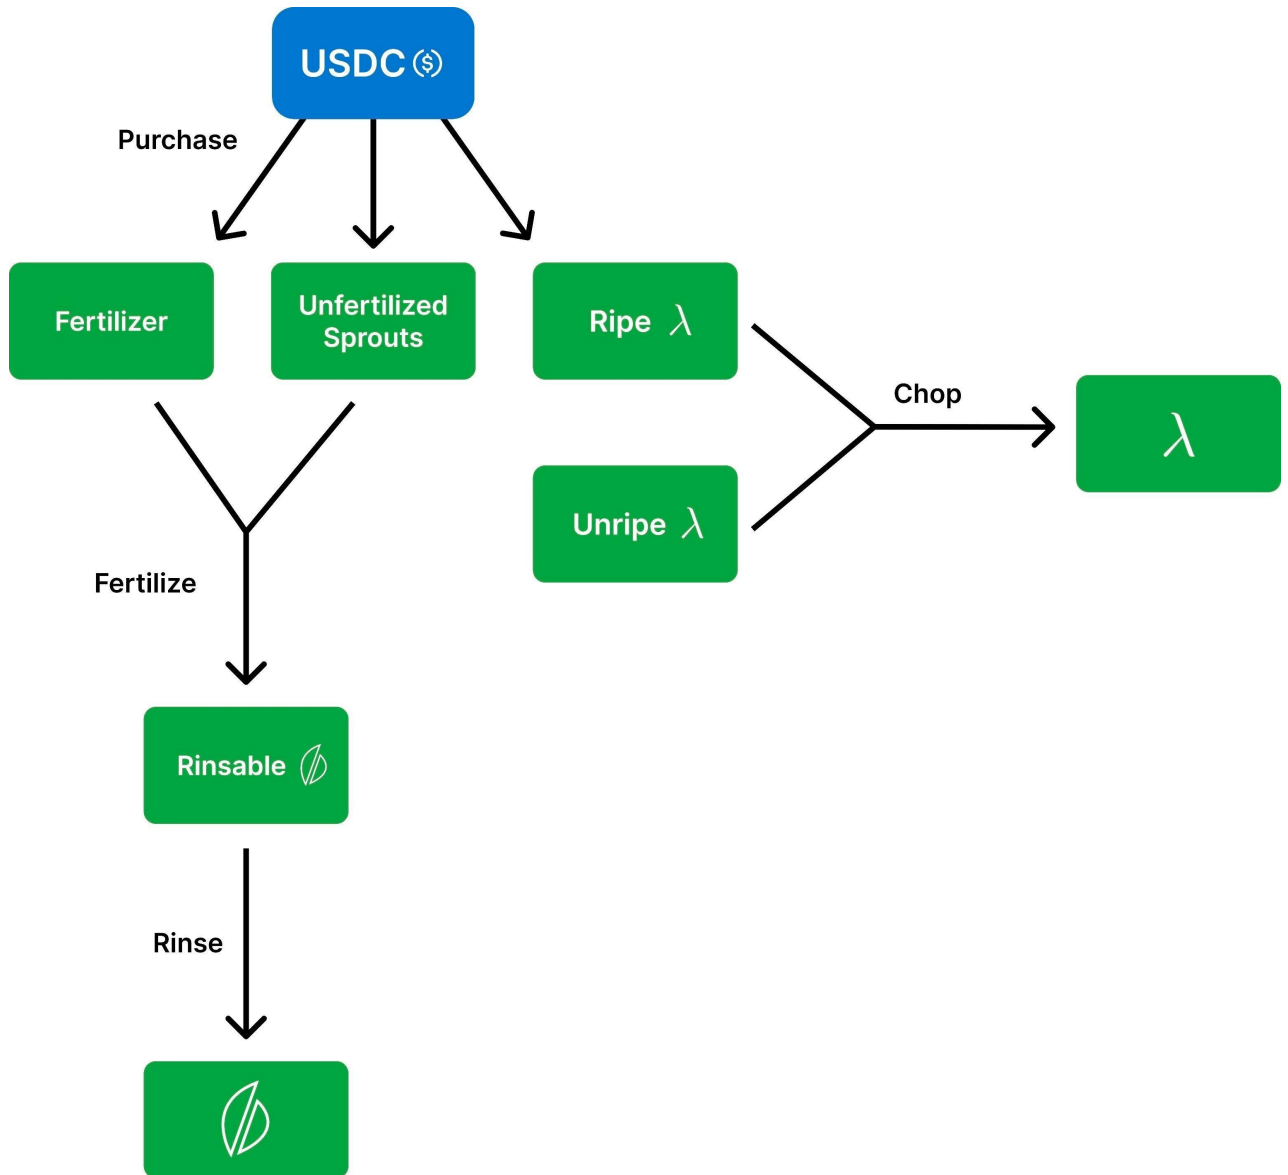 USDC
Purchase
Fertilizer
Unfertilized
Sprouts
Ripe λ
Chop
λ
Unripe λ
Fertilize
Rinsable
Rinse